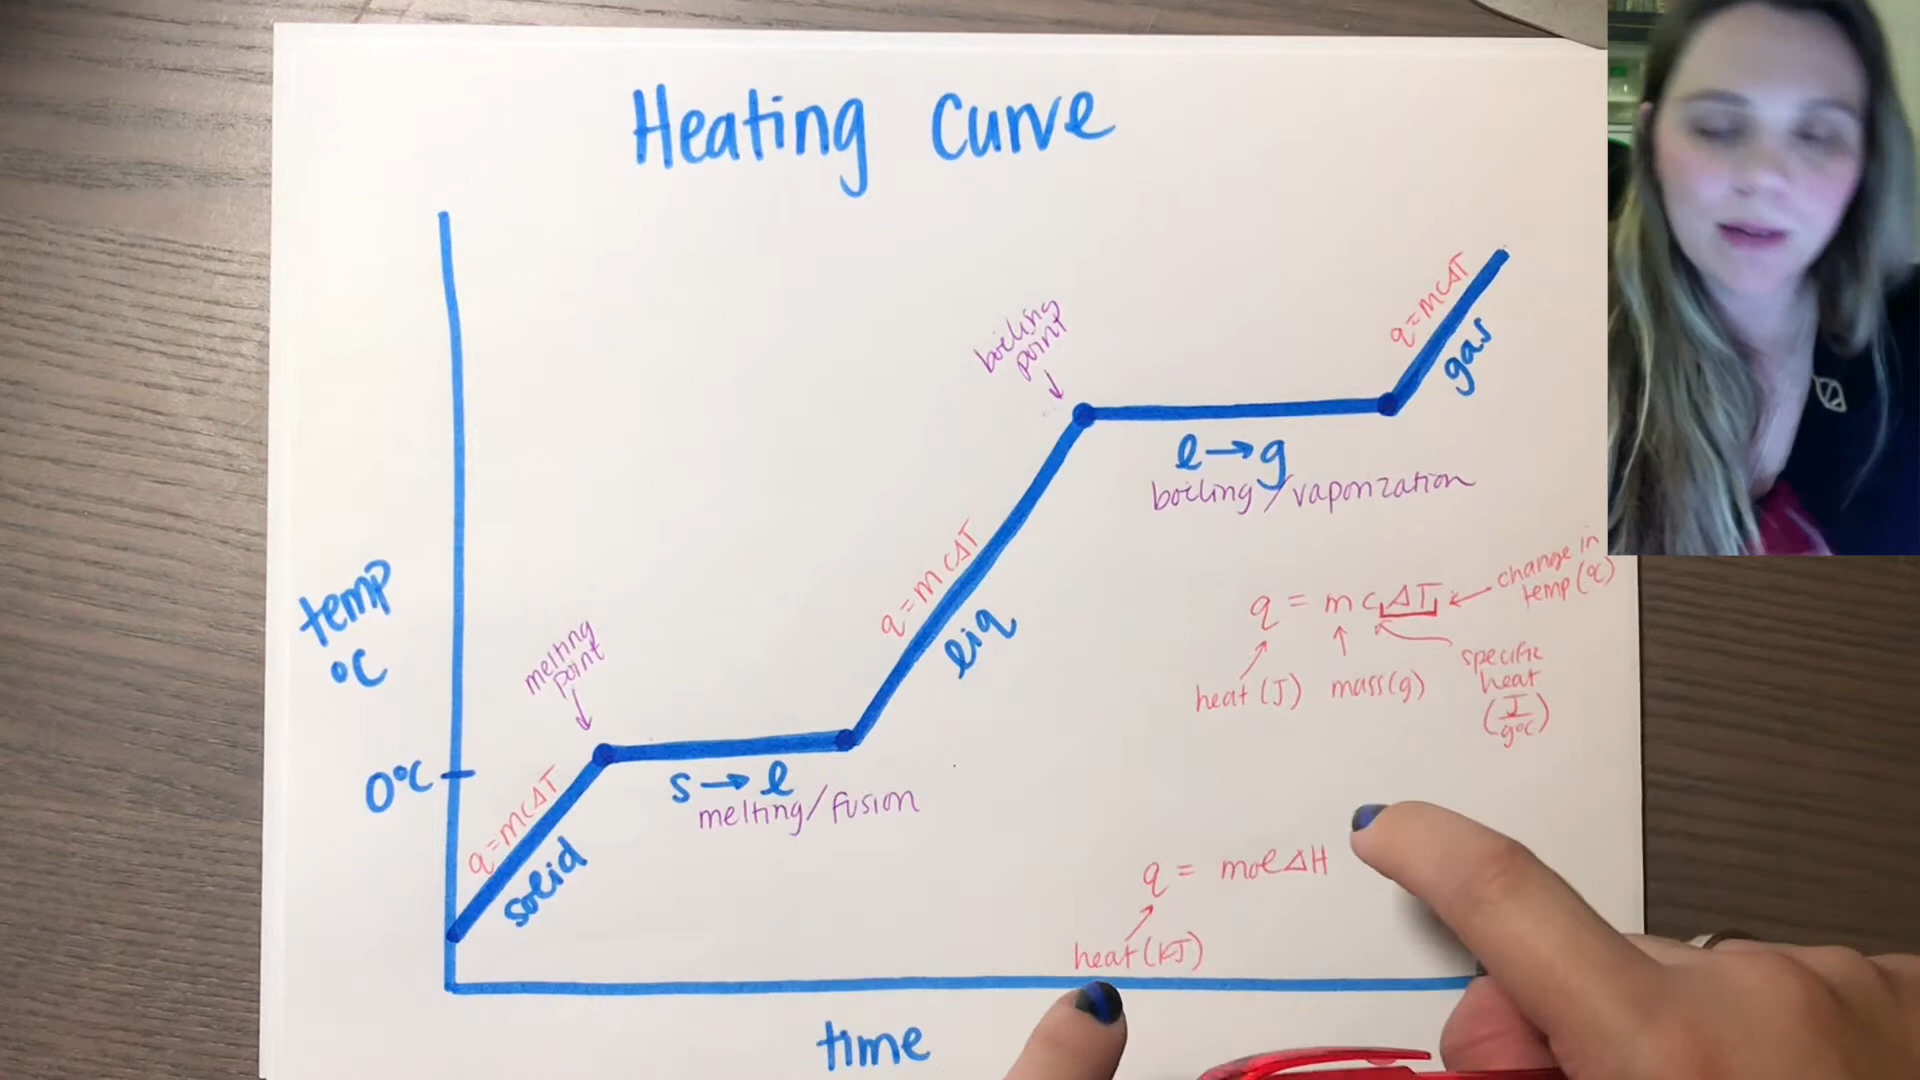 Heating Curve
temp
°C
0°C
time
q=mcΔT
solid
melting
point
s→l
melting/fusion
q=mcΔT
liq
boiling
point
l→g
boiling/vaporization
q=mcΔT
gas
q = mcΔT
change in
temp (°C)
heat (J)
mass(g)
specific
heat
(J/g°C)
q = molΔH
heat (kJ)